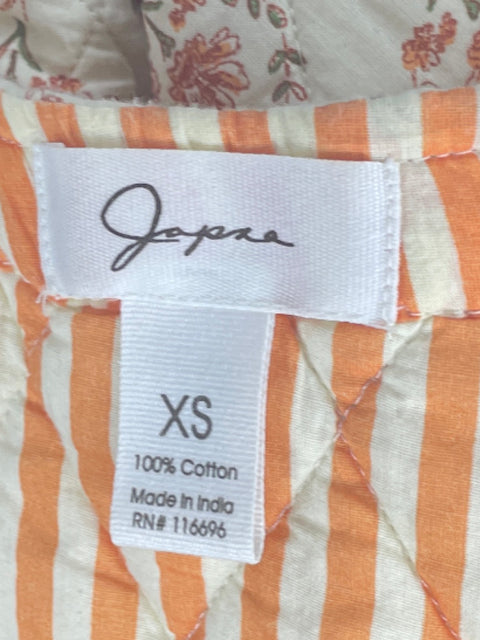 Japna
XS
100% Cotton
Made in India
RN# 116696